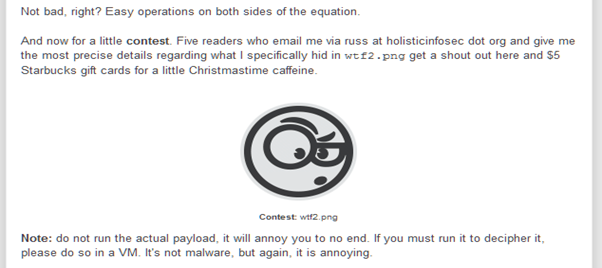 Not bad, right? Easy operations on both sides of the equation.
And now for a little contest. Five readers who email me via russ at holisticinfosec dot org and give me
the most precise details regarding what I specifically hid in wtf2.png get a shout out here and $5
Starbucks gift cards for a little Christmastime caffeine.
Contest: wtf2.png
Note: do not run the actual payload, it will annoy you to no end. If you must run it to decipher it,
please do so in a VM. It's not malware, but again, it is annoying.